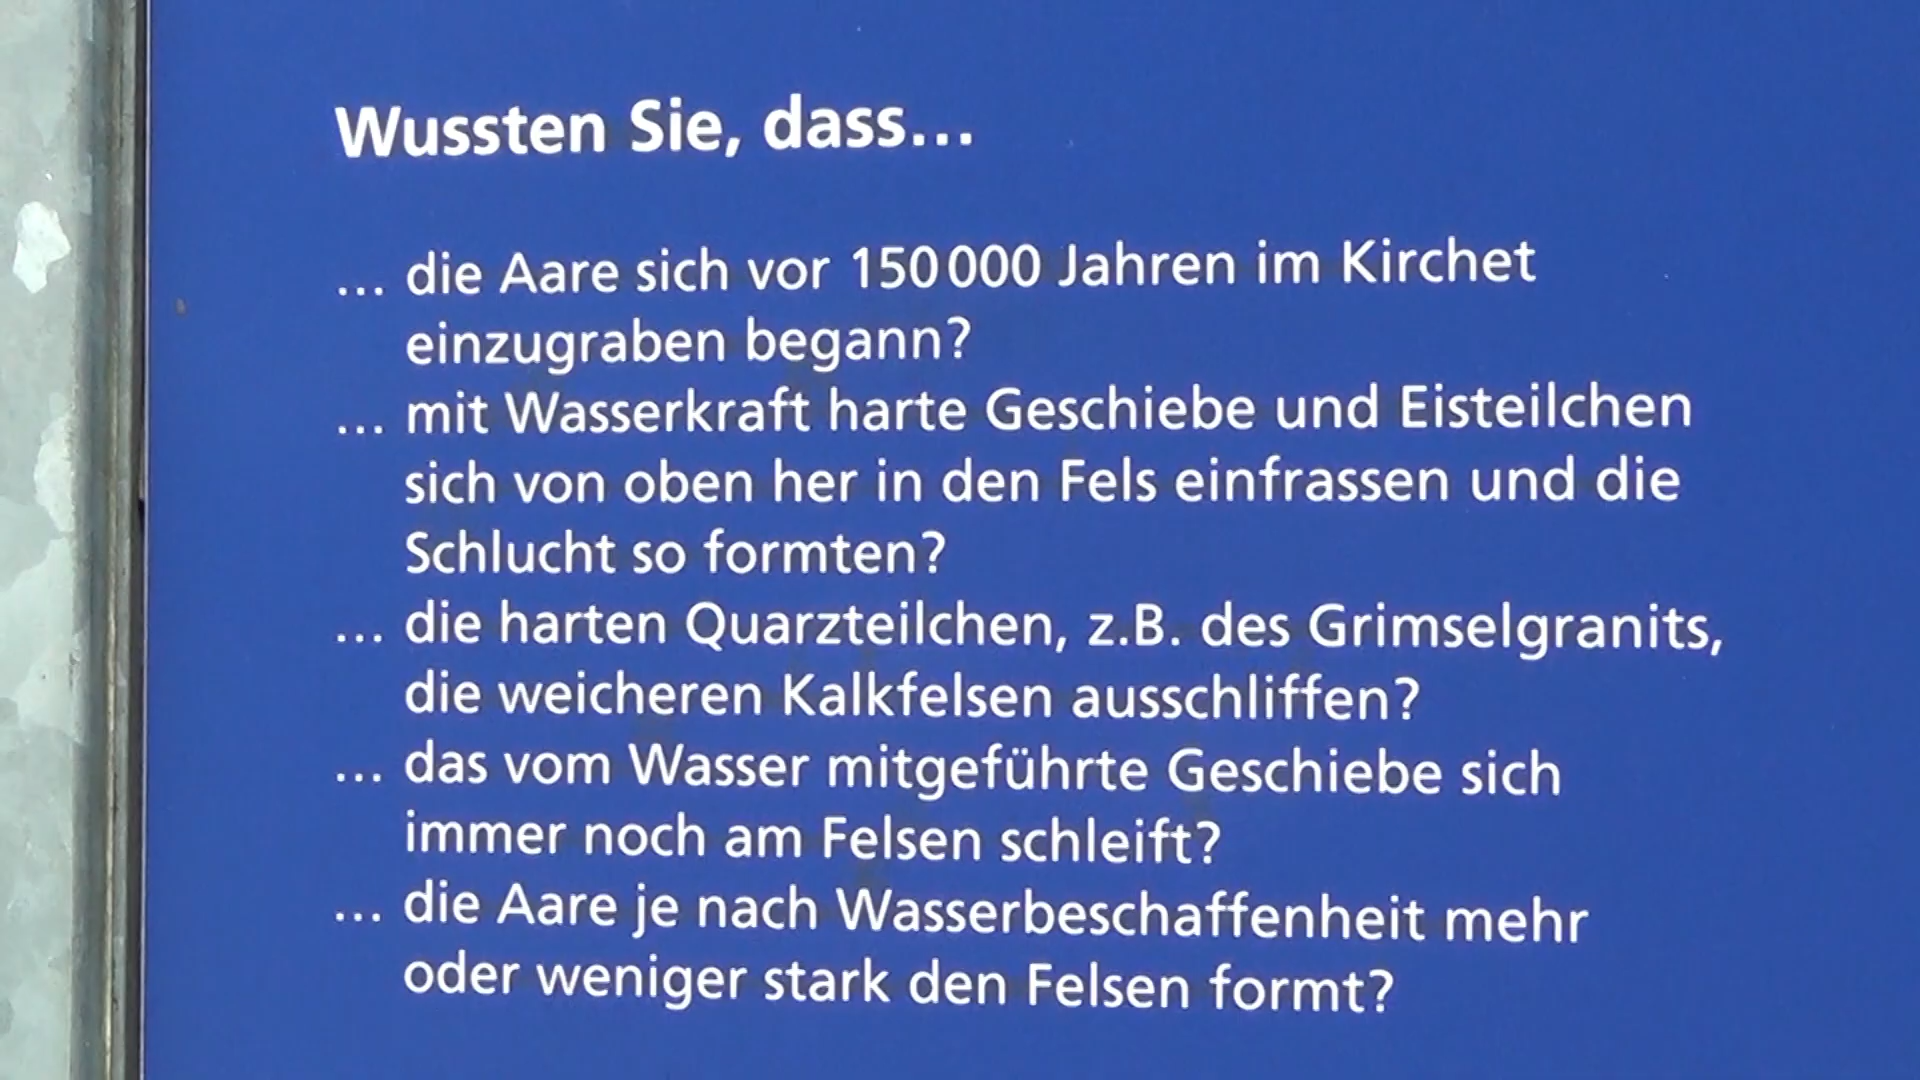 Wussten Sie, dass...
... die Aare sich vor 150 000 Jahren im Kirchet
einzugraben begann?
... mit Wasserkraft harte Geschiebe und Eisteilchen
sich von oben her in den Fels einfrassen und die
Schlucht so formten?
... die harten Quarzteilchen, z.B. des Grimselgranits,
die weicheren Kalkfelsen ausschliffen?
... das vom Wasser mitgeführte Geschiebe sich
immer noch am Felsen schleift?
... die Aare je nach Wasserbeschaffenheit mehr
oder weniger stark den Felsen formt?